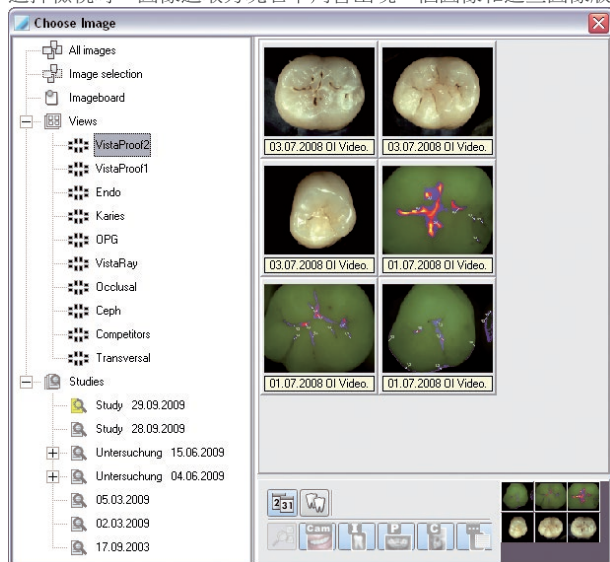 Choose Image
All images
Image selection
Imageboard
Views
VistaProof2
VistaProof1
Endo
Karies
OPG
VistaRay
Occlusal
Ceph
Competitors
Transversal
Studies
Study 29.09.2009
Study 28.09.2009
Untersuchung 15.06.2009
Untersuchung 04.06.2009
05.03.2009
02.03.2009
17.09.2003
03.07.2008 OI Video.
03.07.2008 OI Video.
03.07.2008 OI Video.
01.07.2008 OI Video.
01.07.2008 OI Video.
01.07.2008 OI Video.
2 31
Cam
I
P
C